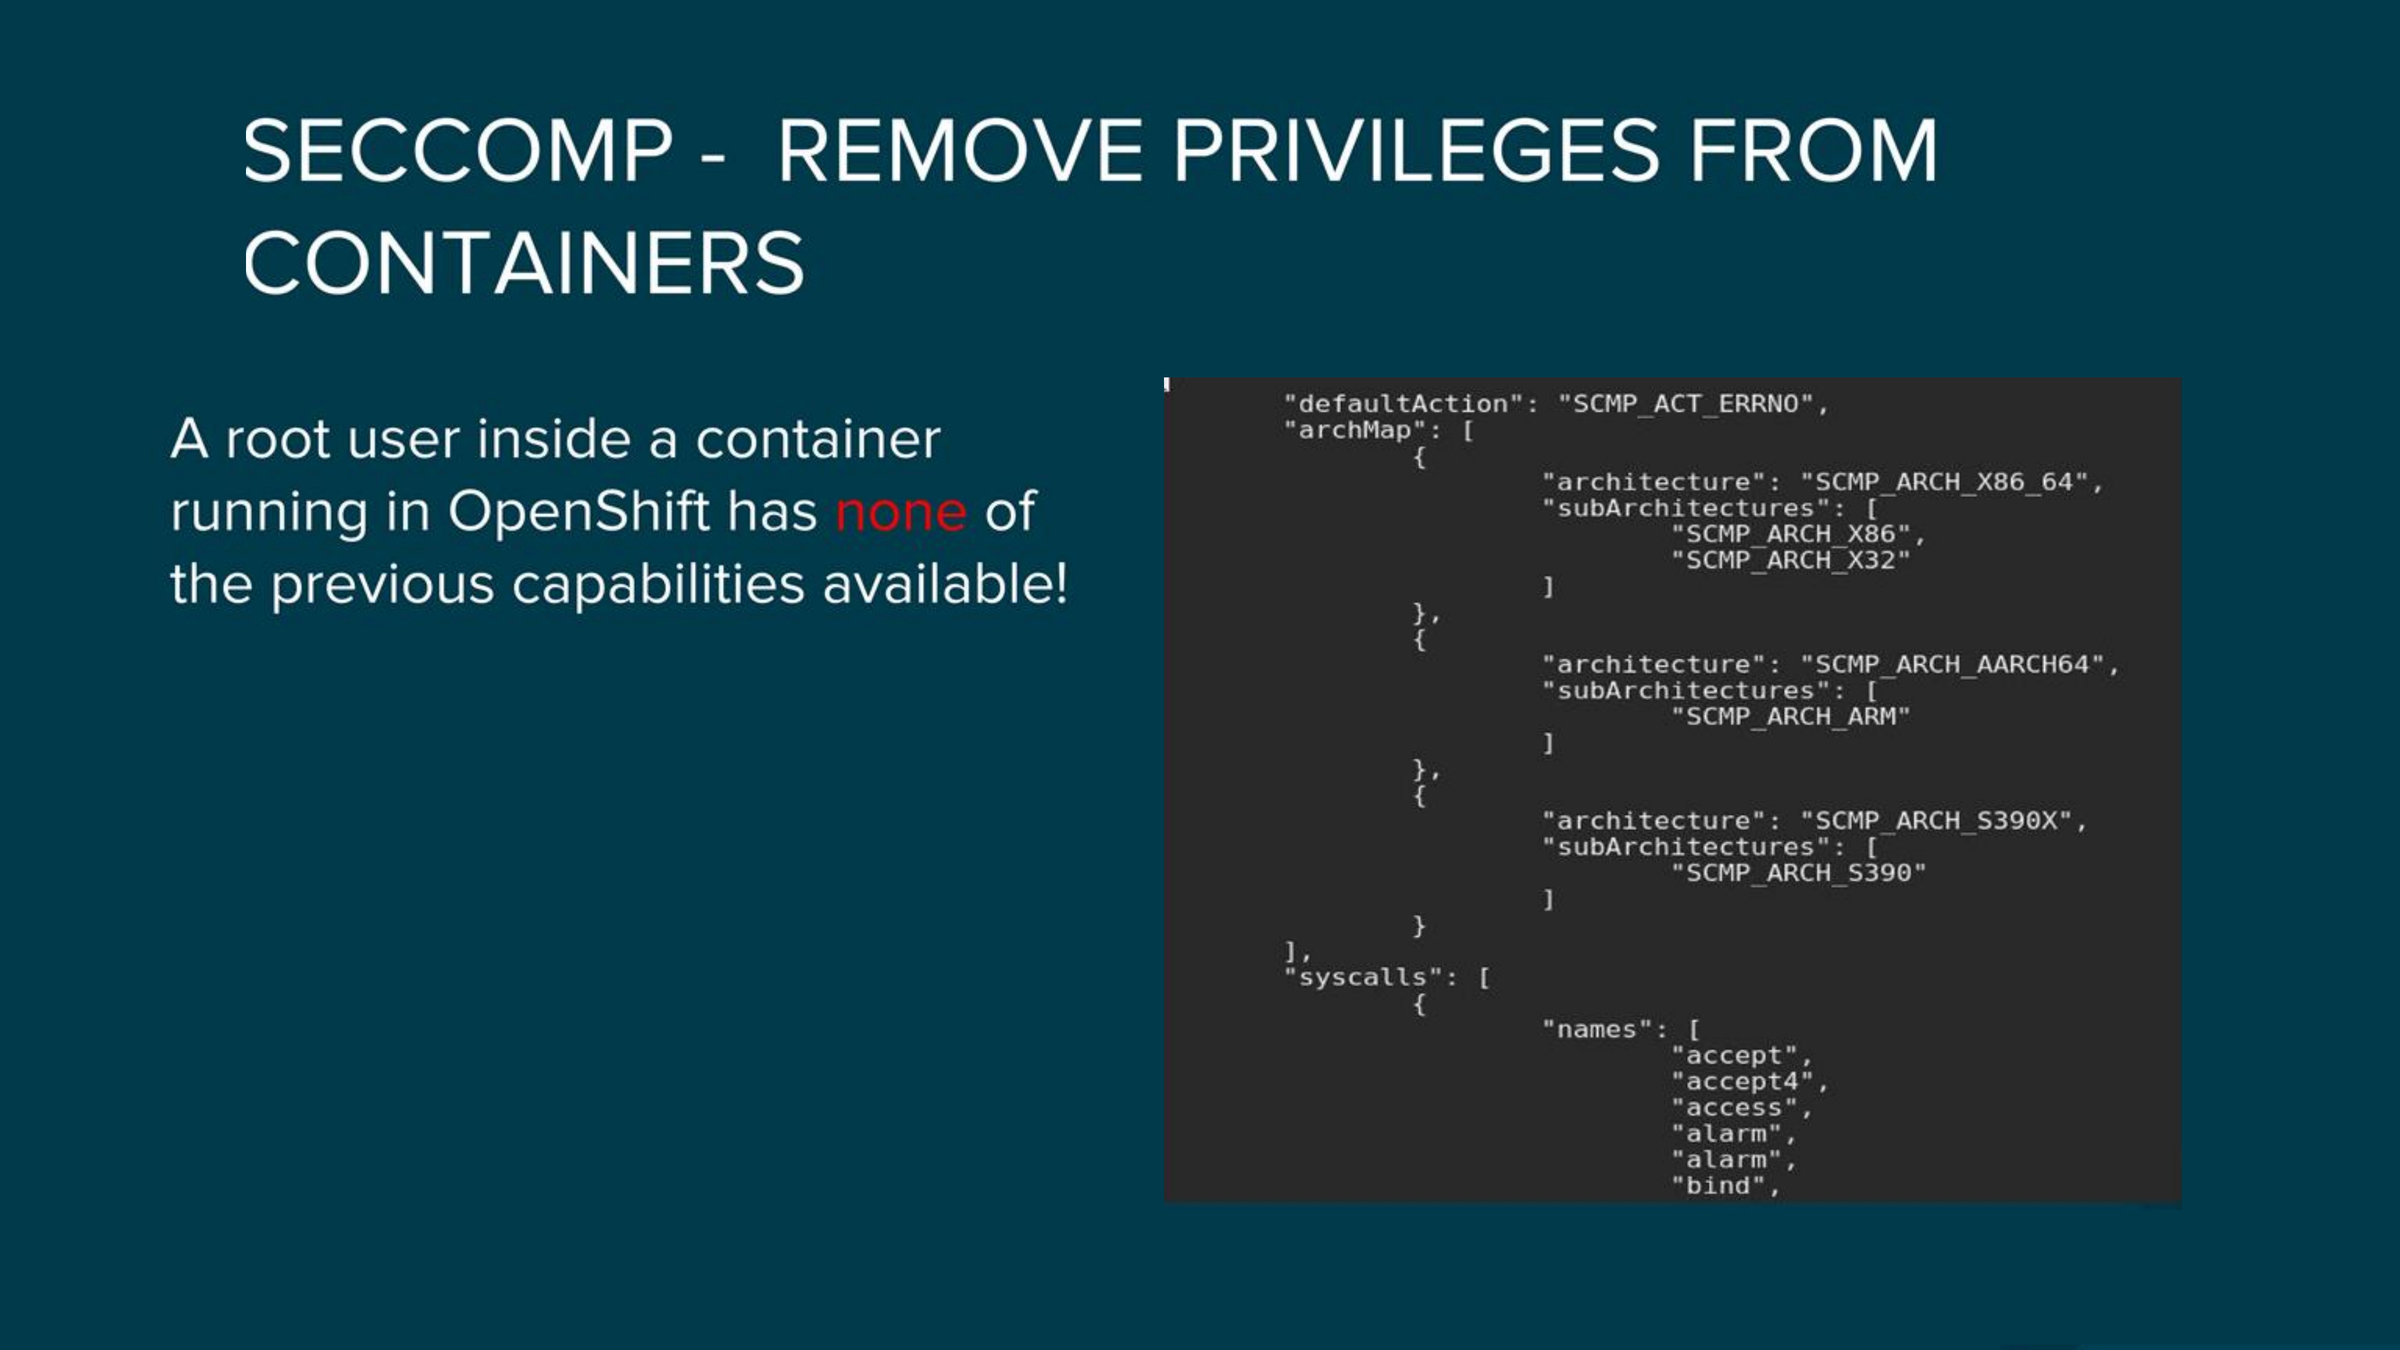 SECCOMP -  REMOVE PRIVILEGES FROM
CONTAINERS
A root user inside a container
running in OpenShift has none of
the previous capabilities available!
"defaultAction": "SCMP_ACT_ERRNO",
"archMap": [
{
"architecture": "SCMP_ARCH_X86_64",
"subArchitectures": [
"SCMP_ARCH_X86",
"SCMP_ARCH_X32"
]
},
{
"architecture": "SCMP_ARCH_AARCH64",
"subArchitectures": [
"SCMP_ARCH_ARM"
]
},
{
"architecture": "SCMP_ARCH_S390X",
"subArchitectures": [
"SCMP_ARCH_S390"
]
}
],
"syscalls": [
{
"names": [
"accept",
"accept4",
"access",
"alarm",
"alarm",
"bind",